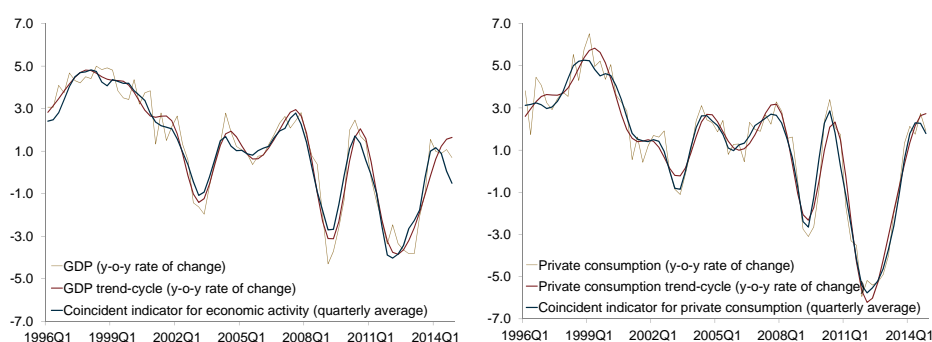 7.0
5.0
3.0
1.0
-1.0
-3.0
-5.0
-7.0
GDP (y-o-y rate of change)
GDP trend-cycle (y-o-y rate of change)
Coincident indicator for economic activity (quarterly average)
1996Q1 1999Q1 2002Q1 2005Q1 2008Q1 2011Q1 2014Q1
7.0
5.0
3.0
1.0
-1.0
-3.0
-5.0
-7.0
Private consumption (y-o-y rate of change)
Private consumption trend-cycle (y-o-y rate of change)
Coincident indicator for private consumption (quarterly average)
1996Q1 1999Q1 2002Q1 2005Q1 2008Q1 2011Q1 2014Q1